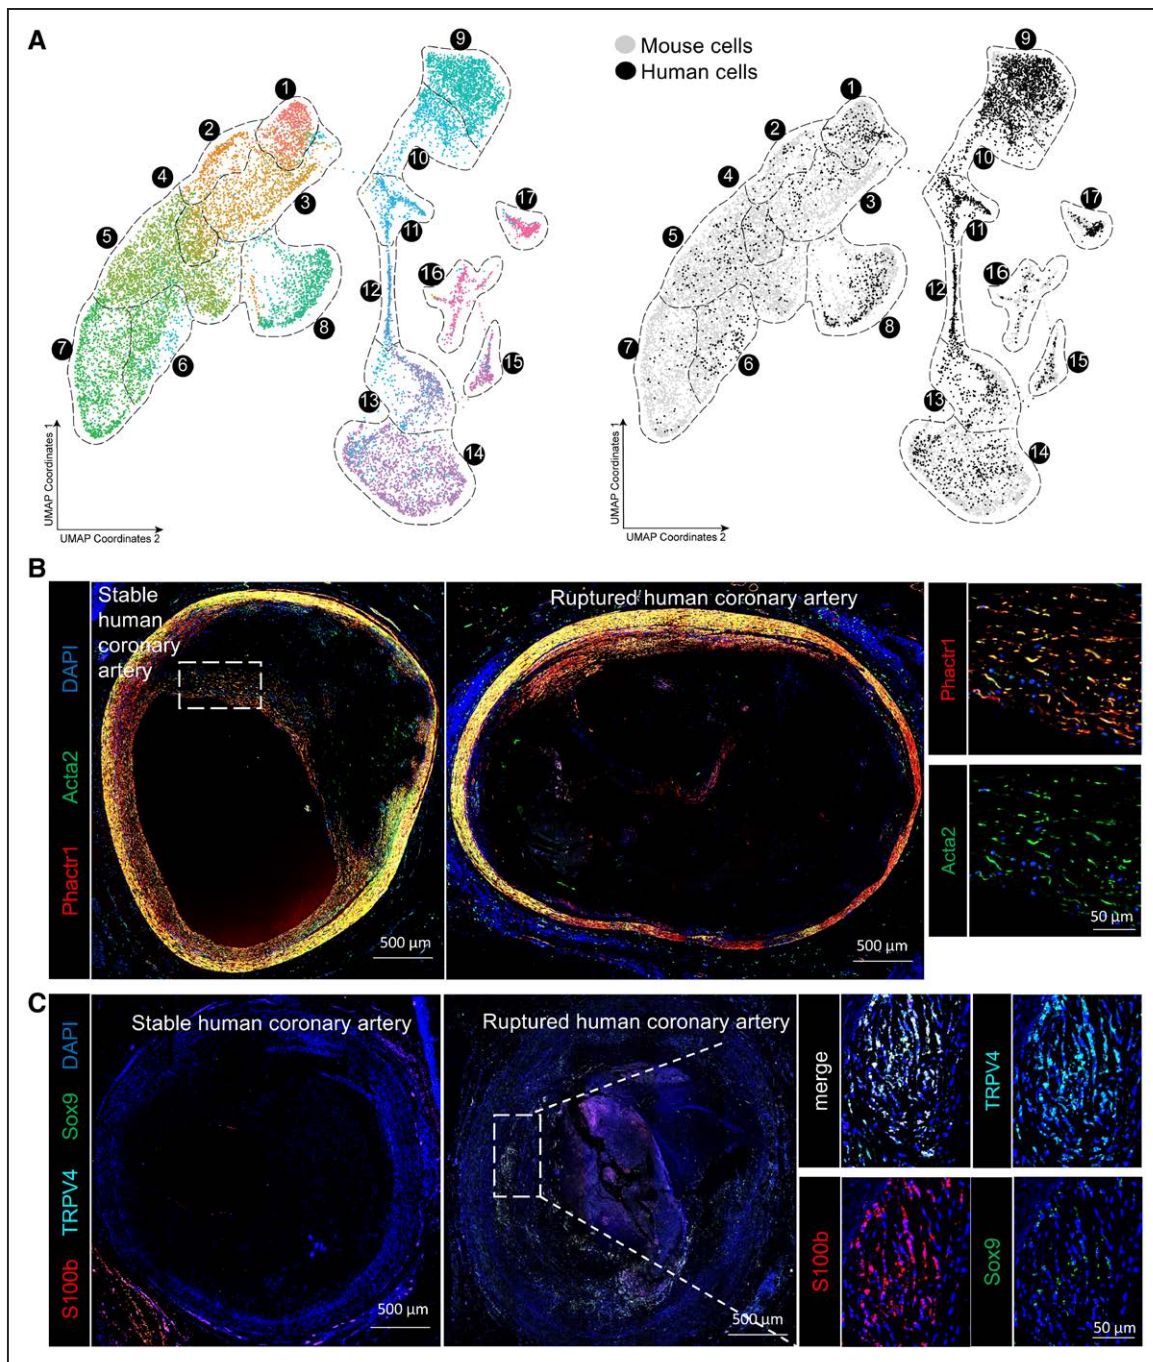 A
1
2
3
4
5
6
7
8
9
10
11
12
13
14
15
16
17
UMAP Coordinates 1
UMAP Coordinates 2
Mouse cells
Human cells
1
2
3
4
5
6
7
8
9
10
11
12
13
14
15
16
17
UMAP Coordinates 1
UMAP Coordinates 2
B
Phactr1 Acta2 DAPI
Stable
human
coronary
artery
500 µm
Ruptured human coronary artery
500 µm
Phactr1
Acta2
50 µm
C
S100b TRPV4 Sox9 DAPI
Stable human coronary artery
500 µm
Ruptured human coronary artery
500 µm
merge
TRPV4
S100b
Sox9
50 µm